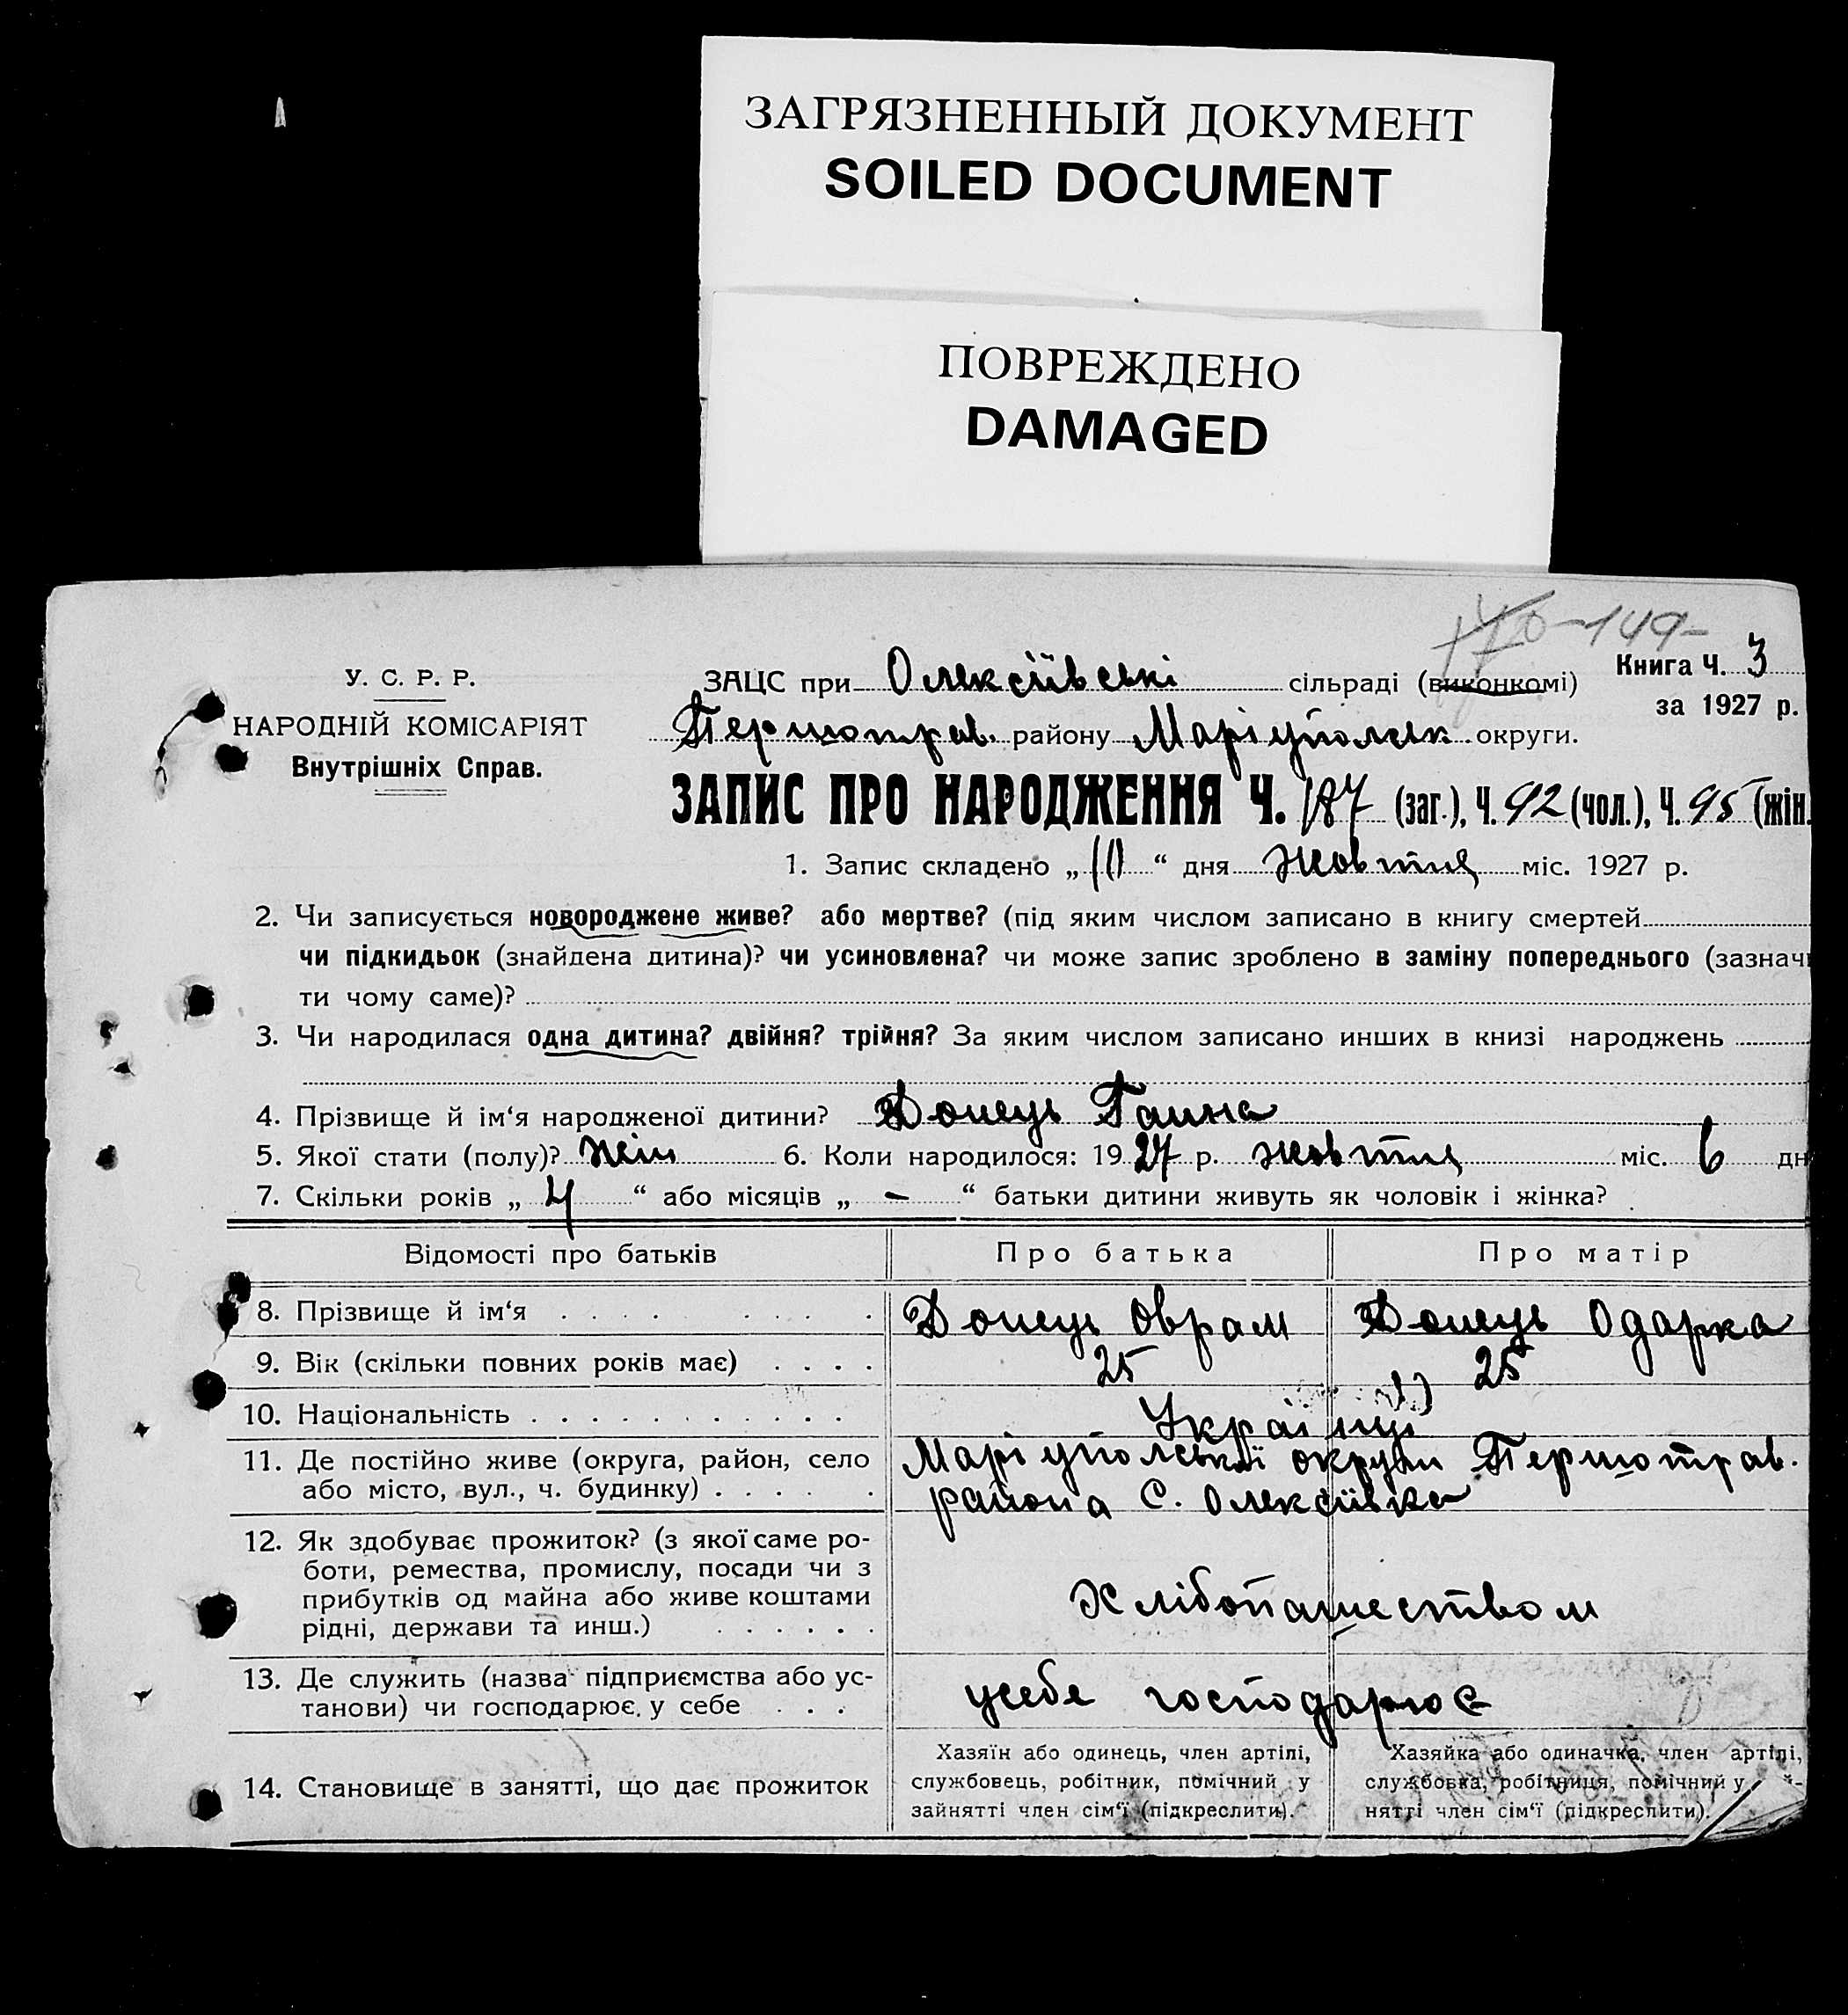 ЗАГРЯЗНЕННЫЙ ДОКУМЕНТ
SOILED DOCUMENT
ПОВРЕЖДЕНО
DAMAGED
-149-
У. С. Р. Р.
НАРОДНІЙ КОМІСАРІЯТ
Внутрішніх Справ.
ЗАЦС при Олексіївські сільраді (виконкомі)
Книга Ч. 3
за 1927 р.
Першотрав. району Маріупольск округи.
ЗАПИС ПРО НАРОДЖЕННЯ Ч. 187 (заг.), Ч. 92 (чол.), Ч. 95 (жін.
1. Запис складено „10“ дня жовтня міс. 1927 р.
2. Чи записується новороджене живе? або мертве? (під яким числом записано в книгу смертей
чи підкидьок (знайдена дитина)? чи усиновлена? чи може запис зроблено в заміну попереднього (зазначи
ти чому саме)?
3. Чи народилася одна дитина? двійня? трійня? За яким числом записано инших в книзі народжень
4. Прізвище й ім‘я народженої дитини? Донець Ганна
5. Якої стати (полу)? жін 6. Коли народилося: 1927 р. жовтня міс. 6 дн
7. Скільки років „ 4 “ або місяців „ — “ батьки дитини живуть як чоловік і жінка?
Відомості про батьків Про батька Про матір
8. Прізвище й ім‘я . . . . Донець Оврам Донець Одарка
9. Вік (скільки повних років має) . . . . 25 25
10. Національність . . . . Українці
11. Де постійно живе (округа, район, село Маріупольської округи Першотрав.
або місто, вул., ч. будинку) . . . . . района с. Олексіївка
12. Як здобуває прожиток? (з якої саме ро-
боти, ремества, промислу, посади чи з
прибутків од майна або живе коштами
рідні, держави та инш.) . . . . . . Хлібопашеством
13. Де служить (назва підприємства або ус-
танови) чи господарює у себе . . . усебе господарює
14. Становище в занятті, що дає прожиток
Хазяїн або одинець, член артілі,
службовець, робітник, помічний у
зайнятті член сім‘ї (підкреслити).
Хазяйка або одиначка, член артілі,
службовка, робітниця, помічний у
нятті член сім‘ї (підкреслити).